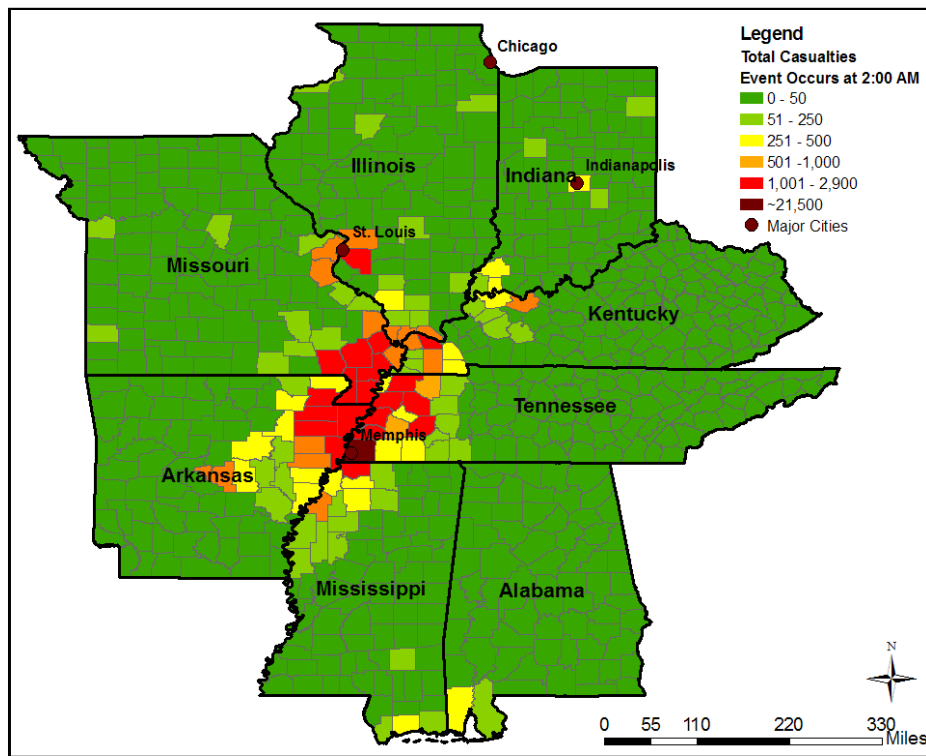 Legend
Total Casualties
Event Occurs at 2:00 AM
0 - 50
51 - 250
251 - 500
501 -1,000
1,001 - 2,900
~21,500
Major Cities
Chicago
Illinois
Indiana
Indianapolis
St. Louis
Missouri
Kentucky
Tennessee
Memphis
Arkansas
Mississippi
Alabama
N
0 55 110 220 330
Miles